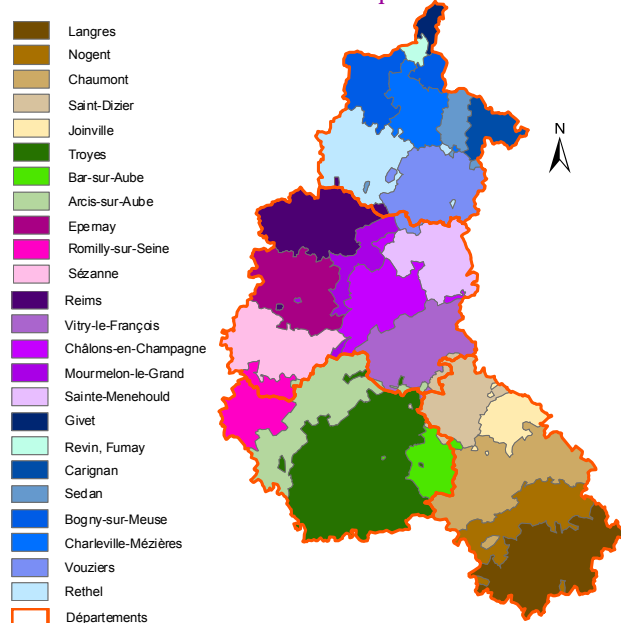 Langres
Nogent
Chaumont
Saint-Dizier
Joinville
Troyes
Bar-sur-Aube
Arcis-sur-Aube
Epernay
Romilly-sur-Seine
Sézanne
Reims
Vitry-le-François
Châlons-en-Champagne
Mourmelon-le-Grand
Sainte-Menehould
Givet
Revin, Fumay
Carignan
Sedan
Bogny-sur-Meuse
Charleville-Mézières
Vouziers
Rethel
Départements
N